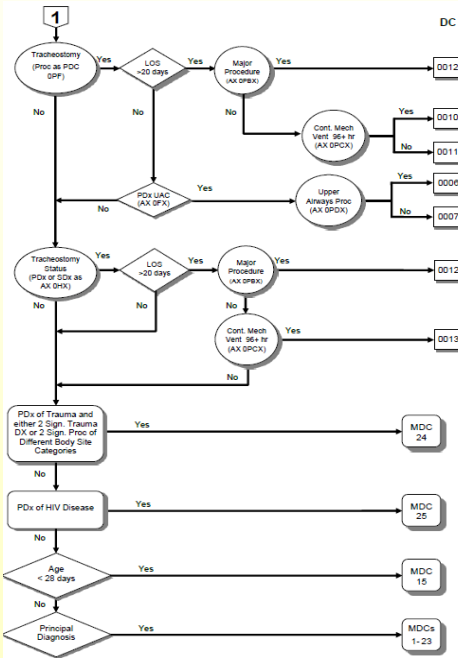 1
DC
Tracheostomy
(Proc as PDC
0PF)
Yes
LOS
>20 days
Yes
Major
Procedure
(AX 0PBX)
Yes
0012
No
No
No
Cont. Mech
Vent 96+ hr
(AX 0PCX)
Yes
0010
No
0011
PDx UAC
(AX 0FX)
Yes
No
Upper
Airways Proc
(AX 0PDX)
Yes
0006
No
0007
Tracheostomy
Status
(PDx or SDx as
AX 0HX)
Yes
LOS
>20 days
Yes
Major
Procedure
(AX 0PBX)
Yes
0012
No
No
No
Cont. Mech
Vent 96+ hr
(AX 0PCX)
Yes
0013
No
PDx of Trauma and
either 2 Sign. Trauma
DX or 2 Sign. Proc of
Different Body Site
Categories
Yes
MDC
24
No
PDx of HIV Disease
Yes
MDC
25
No
Age
< 28 days
Yes
MDC
15
No
Principal
Diagnosis
Yes
MDCs
1-23